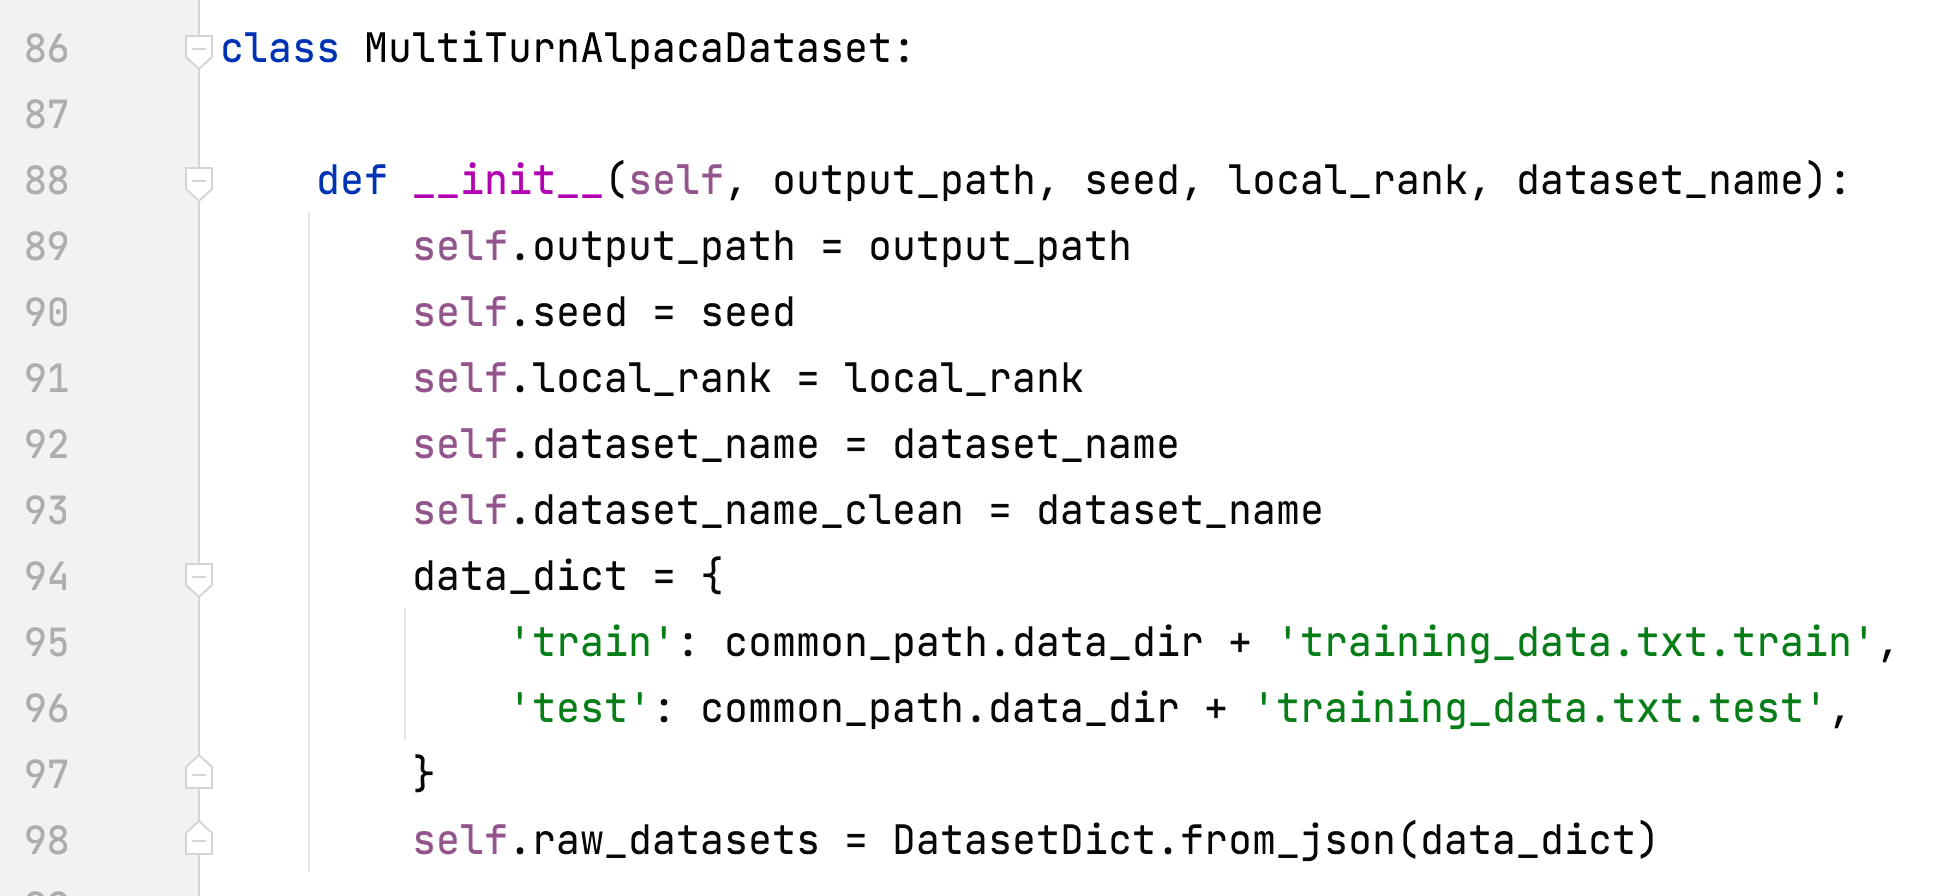 86 class MultiTurnAlpacaDataset:
87
88     def __init__(self, output_path, seed, local_rank, dataset_name):
89         self.output_path = output_path
90         self.seed = seed
91         self.local_rank = local_rank
92         self.dataset_name = dataset_name
93         self.dataset_name_clean = dataset_name
94         data_dict = {
95             'train': common_path.data_dir + 'training_data.txt.train',
96             'test': common_path.data_dir + 'training_data.txt.test',
97         }
98         self.raw_datasets = DatasetDict.from_json(data_dict)